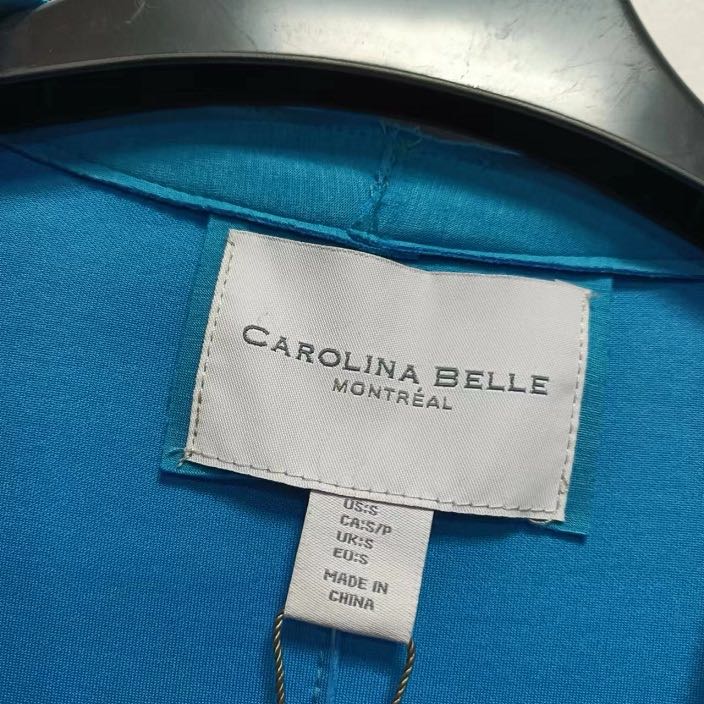 CAROLINA BELLE
MONTRÉAL
US:S
CA:S/P
UK:S
EU:S
MADE IN
CHINA